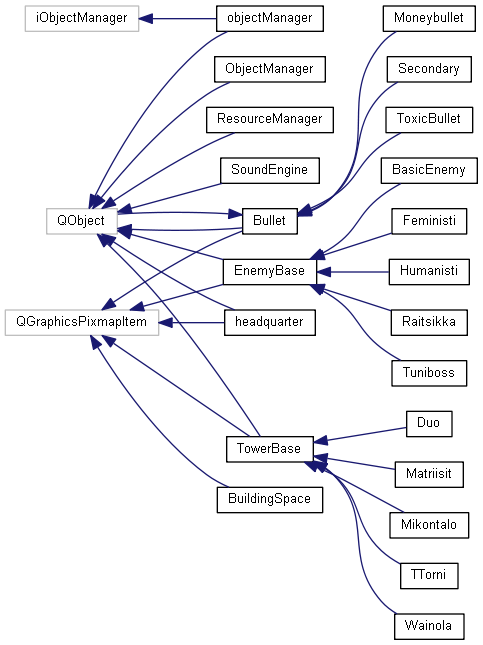 iObjectManager
objectManager
Moneybullet
ObjectManager
Secondary
ResourceManager
ToxicBullet
SoundEngine
BasicEnemy
QObject
Bullet
Feministi
EnemyBase
Humanisti
QGraphicsPixmapItem
headquarter
Raitsikka
Tuniboss
Duo
TowerBase
Matriisit
BuildingSpace
Mikontalo
TTorni
Wainola